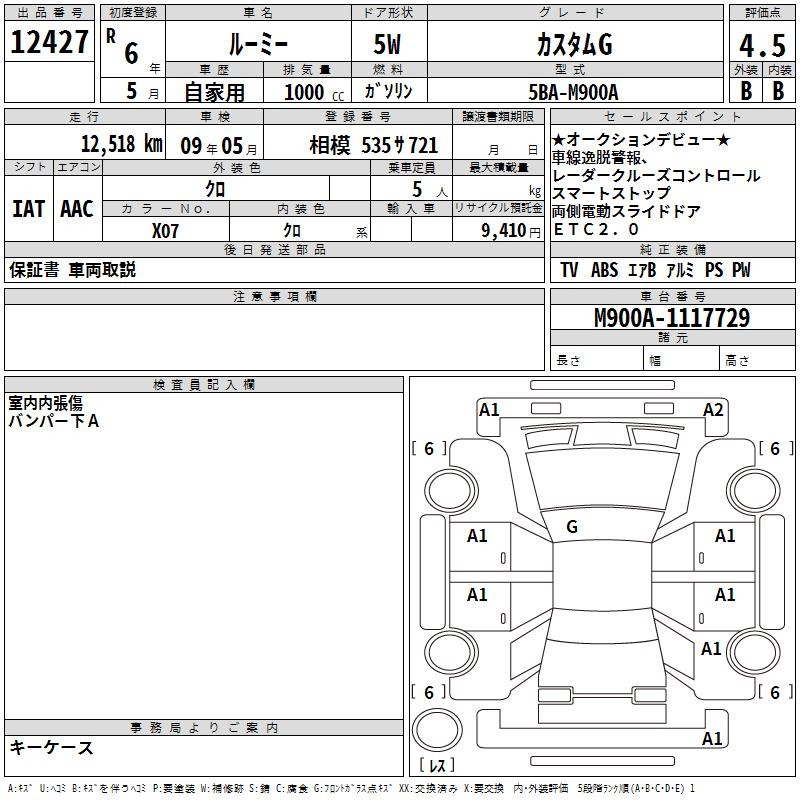 出品番号 初度登録 車名 ドア形状 グレード 評価点
12427 R 6年 ルーミー 5W カスタムG 4.5
車歴 排気量 燃料 型式 外装 内装
5月 自家用 1000 CC ガソリン 5BA-M900A B B
走行 車検 登録番号 譲渡書類期限
12,518 km 09年05月 相模 535サ721 月 日
シフト エアコン 外装色 乗車定員 最大積載量
IAT AAC クロ 5人 kg
カラーNo. 内装色 輸入車 リサイクル預託金
X07 クロ 系 9,410円
後日発送部品
保証書 車両取説
セールスポイント
★オークションデビュー★
車線逸脱警報、
レーダークルーズコントロール
スマートストップ
両側電動スライドドア
ETC2.0
純正装備
TV ABS エアB アルミ PS PW
注意事項欄
車台番号
M900A-1117729
諸元
長さ 幅 高さ
検査員記入欄
室内内張傷
バンパー下A
事務局よりご案内
キーケース
A1 A2
[ 6 ] [ 6 ]
G
A1 A1
A1 A1
A1
[ 6 ] [ 6 ]
A1
[ レス ]
A:キズ U:ヘコミ B:キズを伴うヘコミ P:要塗装 W:補修跡 S:錆 C:腐食 G:フロントガラス点キズ XX:交換済み X:要交換 内・外装評価 5段階ランク順(A・B・C・D・E) 1